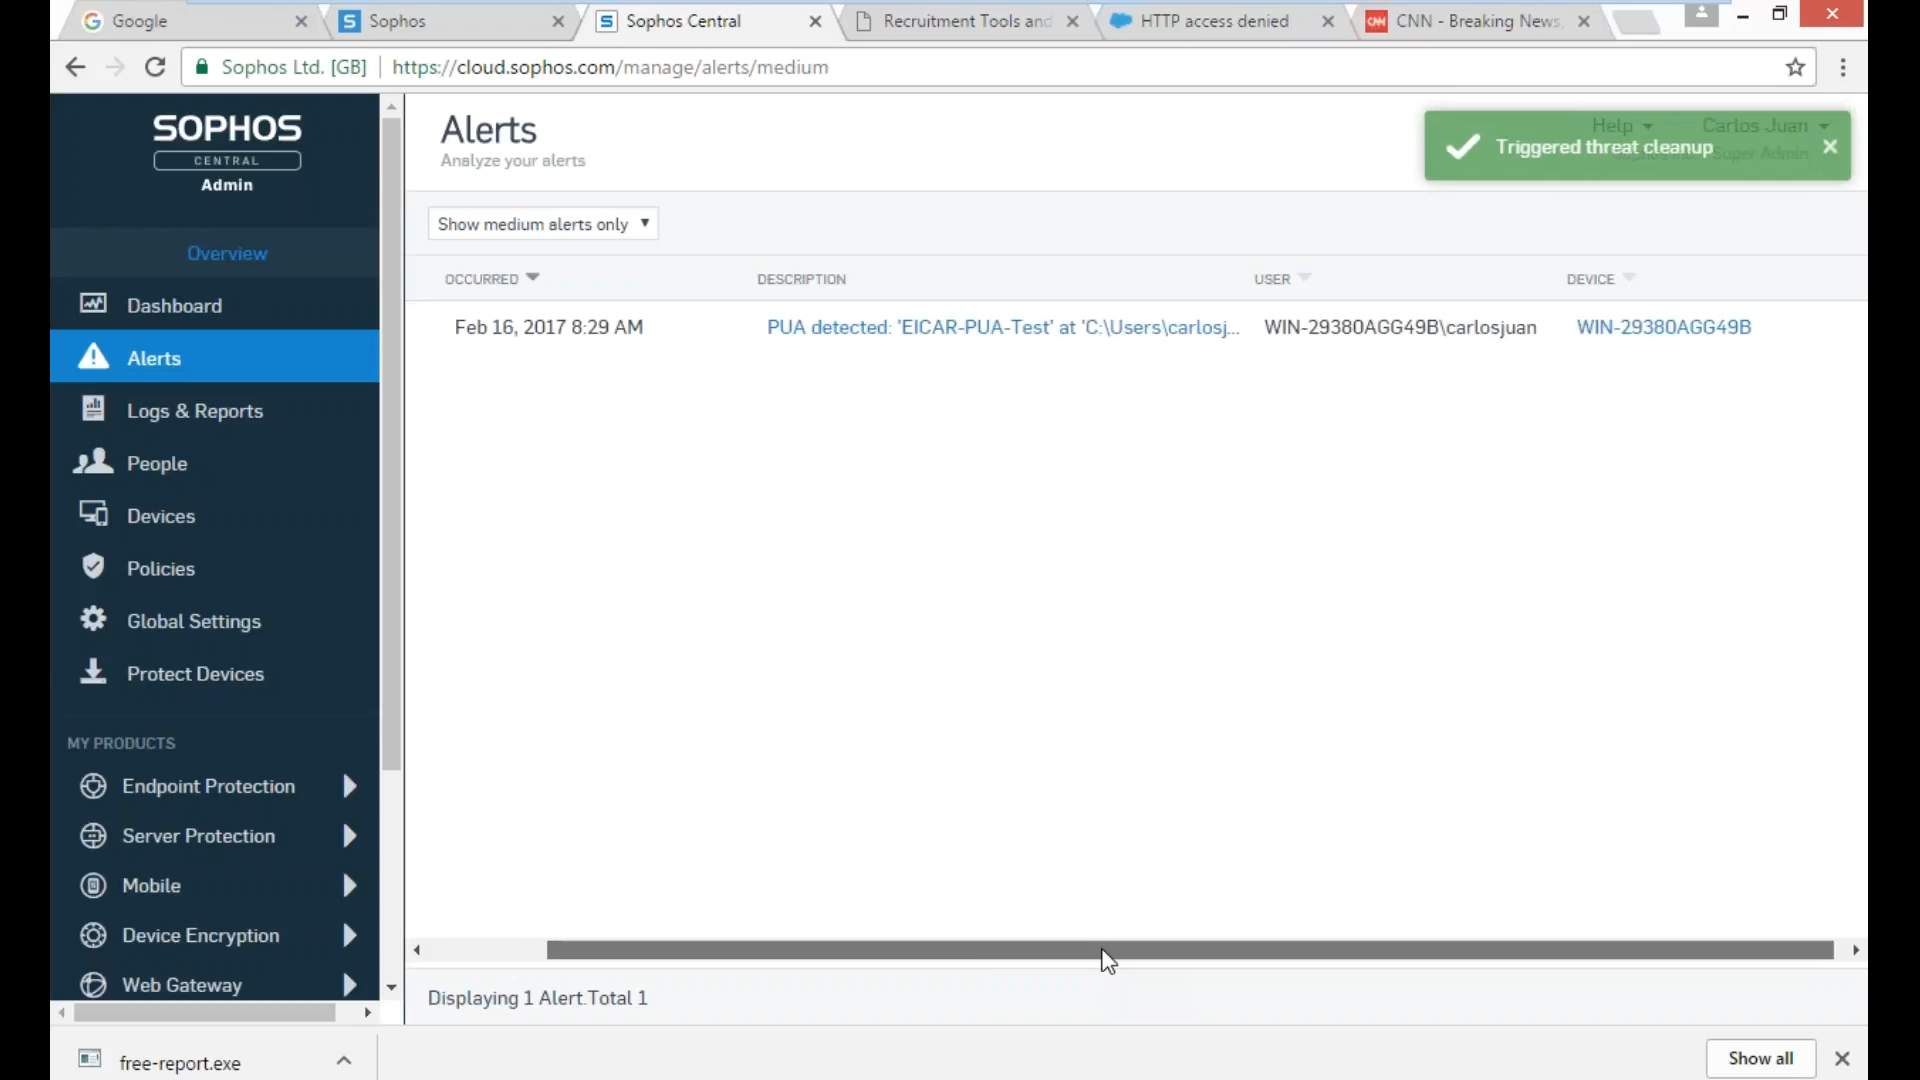 Google
Sophos
Sophos Central
Recruitment Tools and
HTTP access denied
CNN - Breaking News,
Sophos Ltd. [GB]
https://cloud.sophos.com/manage/alerts/medium
SOPHOS
CENTRAL
Admin
Overview
Dashboard
Alerts
Logs & Reports
People
Devices
Policies
Global Settings
Protect Devices
MY PRODUCTS
Endpoint Protection
Server Protection
Mobile
Device Encryption
Web Gateway
Alerts
Analyze your alerts
Help
Carlos Juan
Super Admin
Triggered threat cleanup
Show medium alerts only
OCCURRED DESCRIPTION USER DEVICE
Feb 16, 2017 8:29 AM PUA detected: 'EICAR-PUA-Test' at 'C:\Users\carlosj... WIN-29380AGG49B\carlosjuan WIN-29380AGG49B
Displaying 1 Alert.Total 1
free-report.exe
Show all